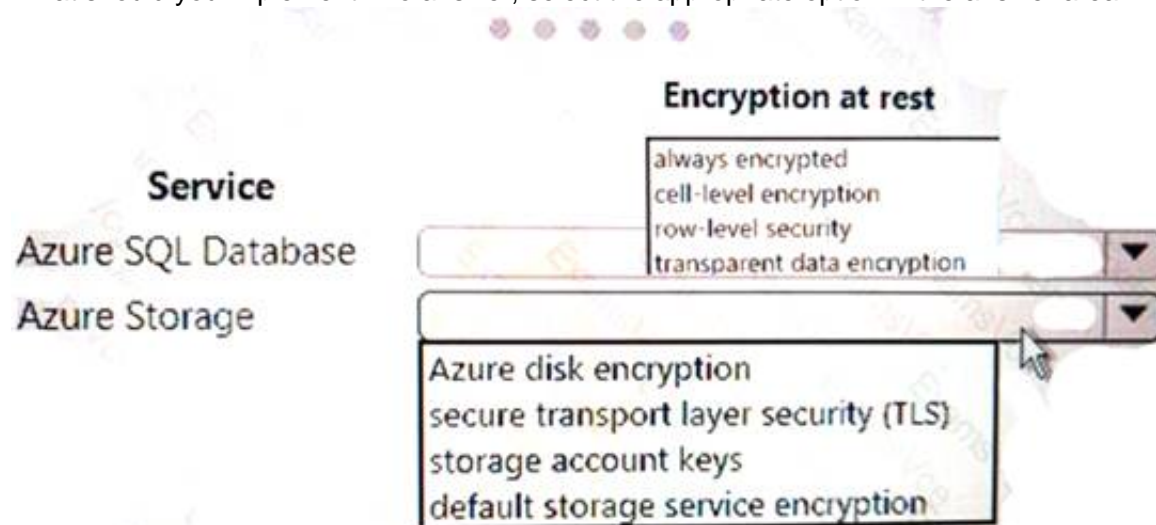 Encryption at rest
always encrypted
cell-level encryption
Service
row-level security
Azure SQL Database
transparent data encryption
Azure Storage
Azure disk encryption
secure transport layer security (TLS)
storage account keys
default storage service encryption